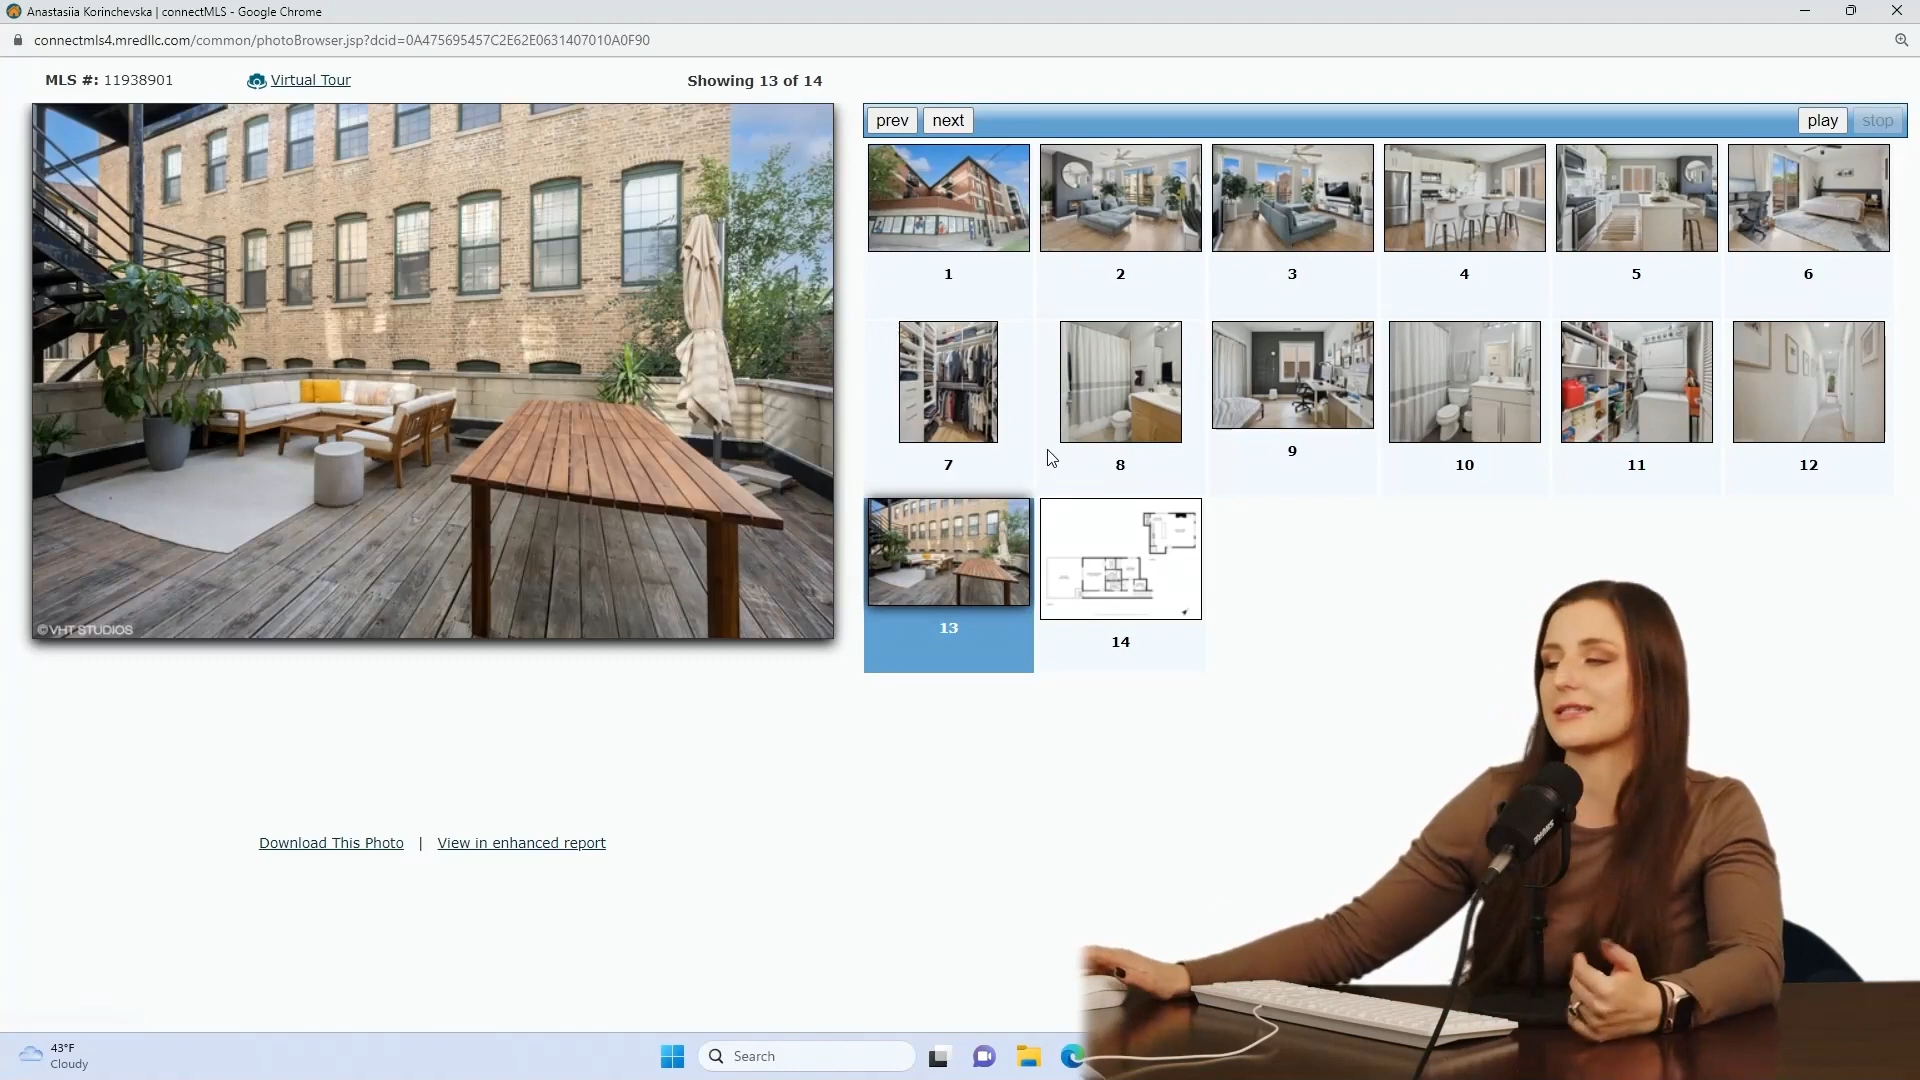 Anastasiia Korinchevska | connectMLS - Google Chrome
connectmls4.mredllc.com/common/photoBrowser.jsp?dcid=0A475695457C2E62E0631407010A0F90
MLS #: 11938901
Virtual Tour
Showing 13 of 14
prev next play stop
1 2 3 4 5 6
7 8 9 10 11 12
13 14
©VHT STUDIOS
Download This Photo | View in enhanced report
SHURE
43°F
Cloudy
Search